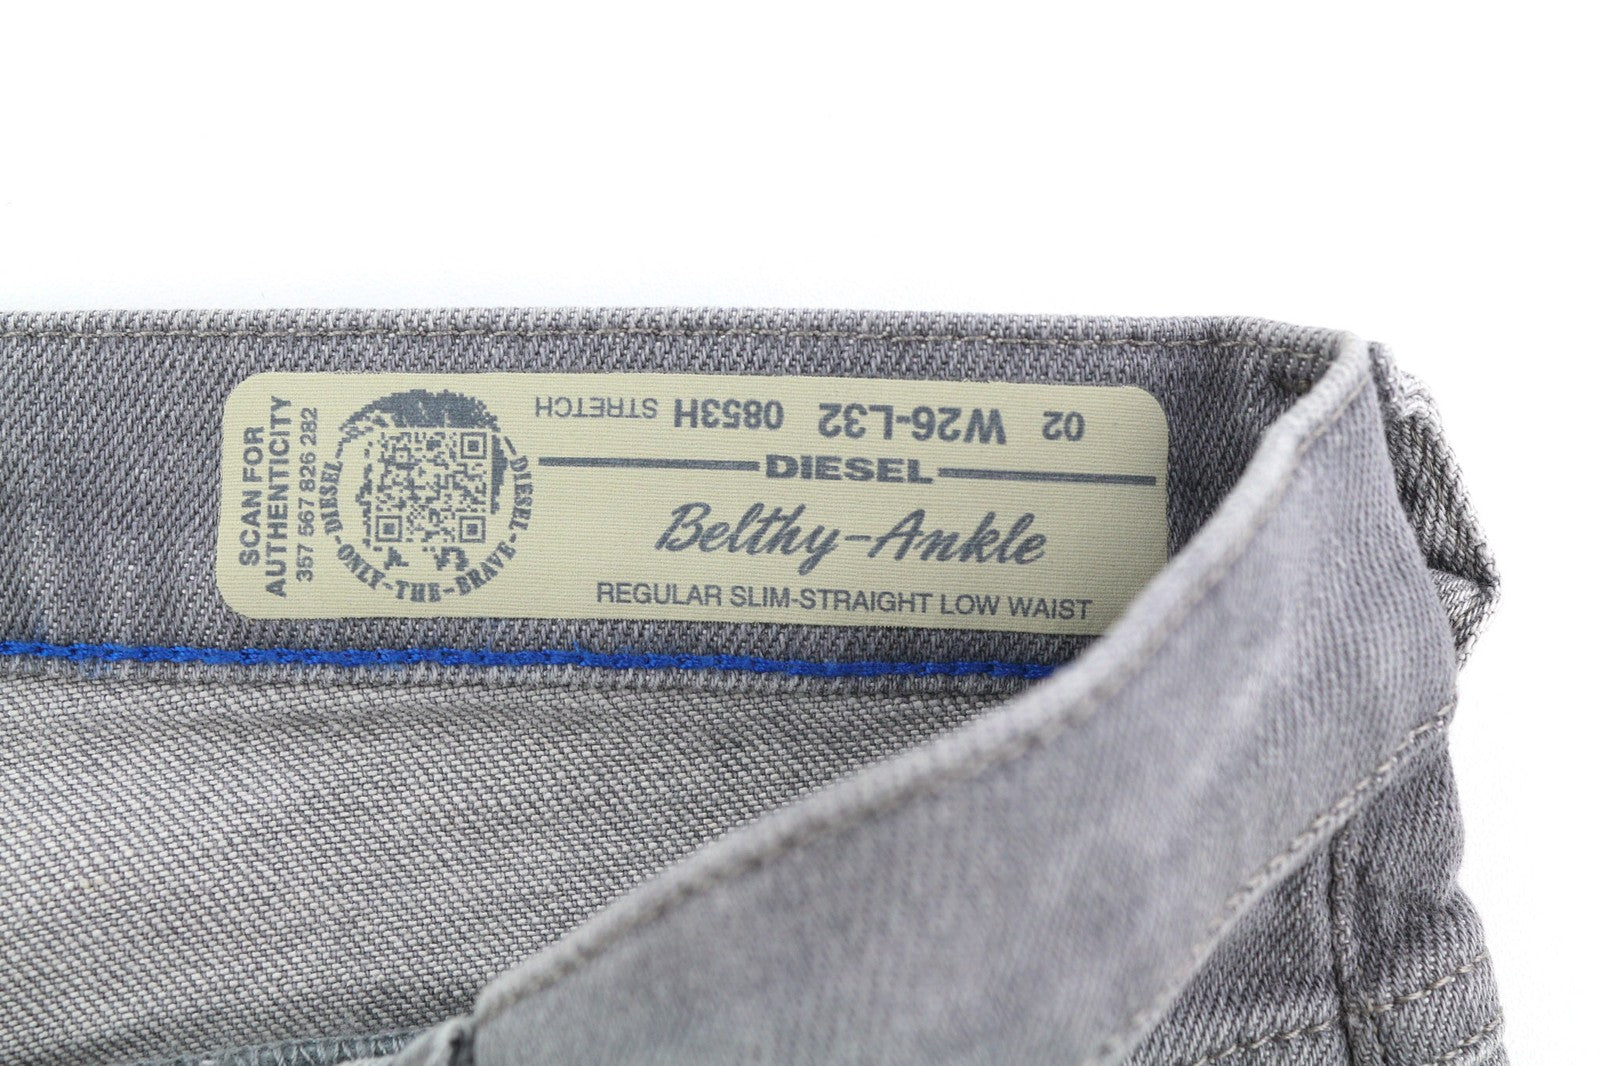 SCAN FOR
AUTHENTICITY
357 567 826 282
DIESEL-ONLY-THE-BRAVE-DIESEL
02 W26-L32 0853H STRETCH
DIESEL
Belthy-Ankle
REGULAR SLIM-STRAIGHT LOW WAIST